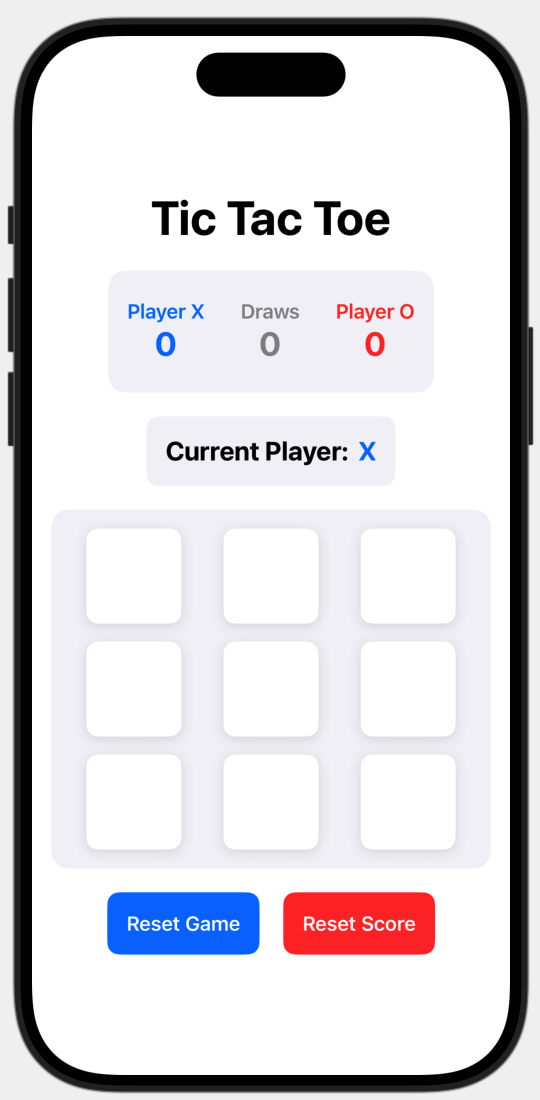 Tic Tac Toe
Player X Draws Player O
0 0 0
Current Player: X
Reset Game Reset Score